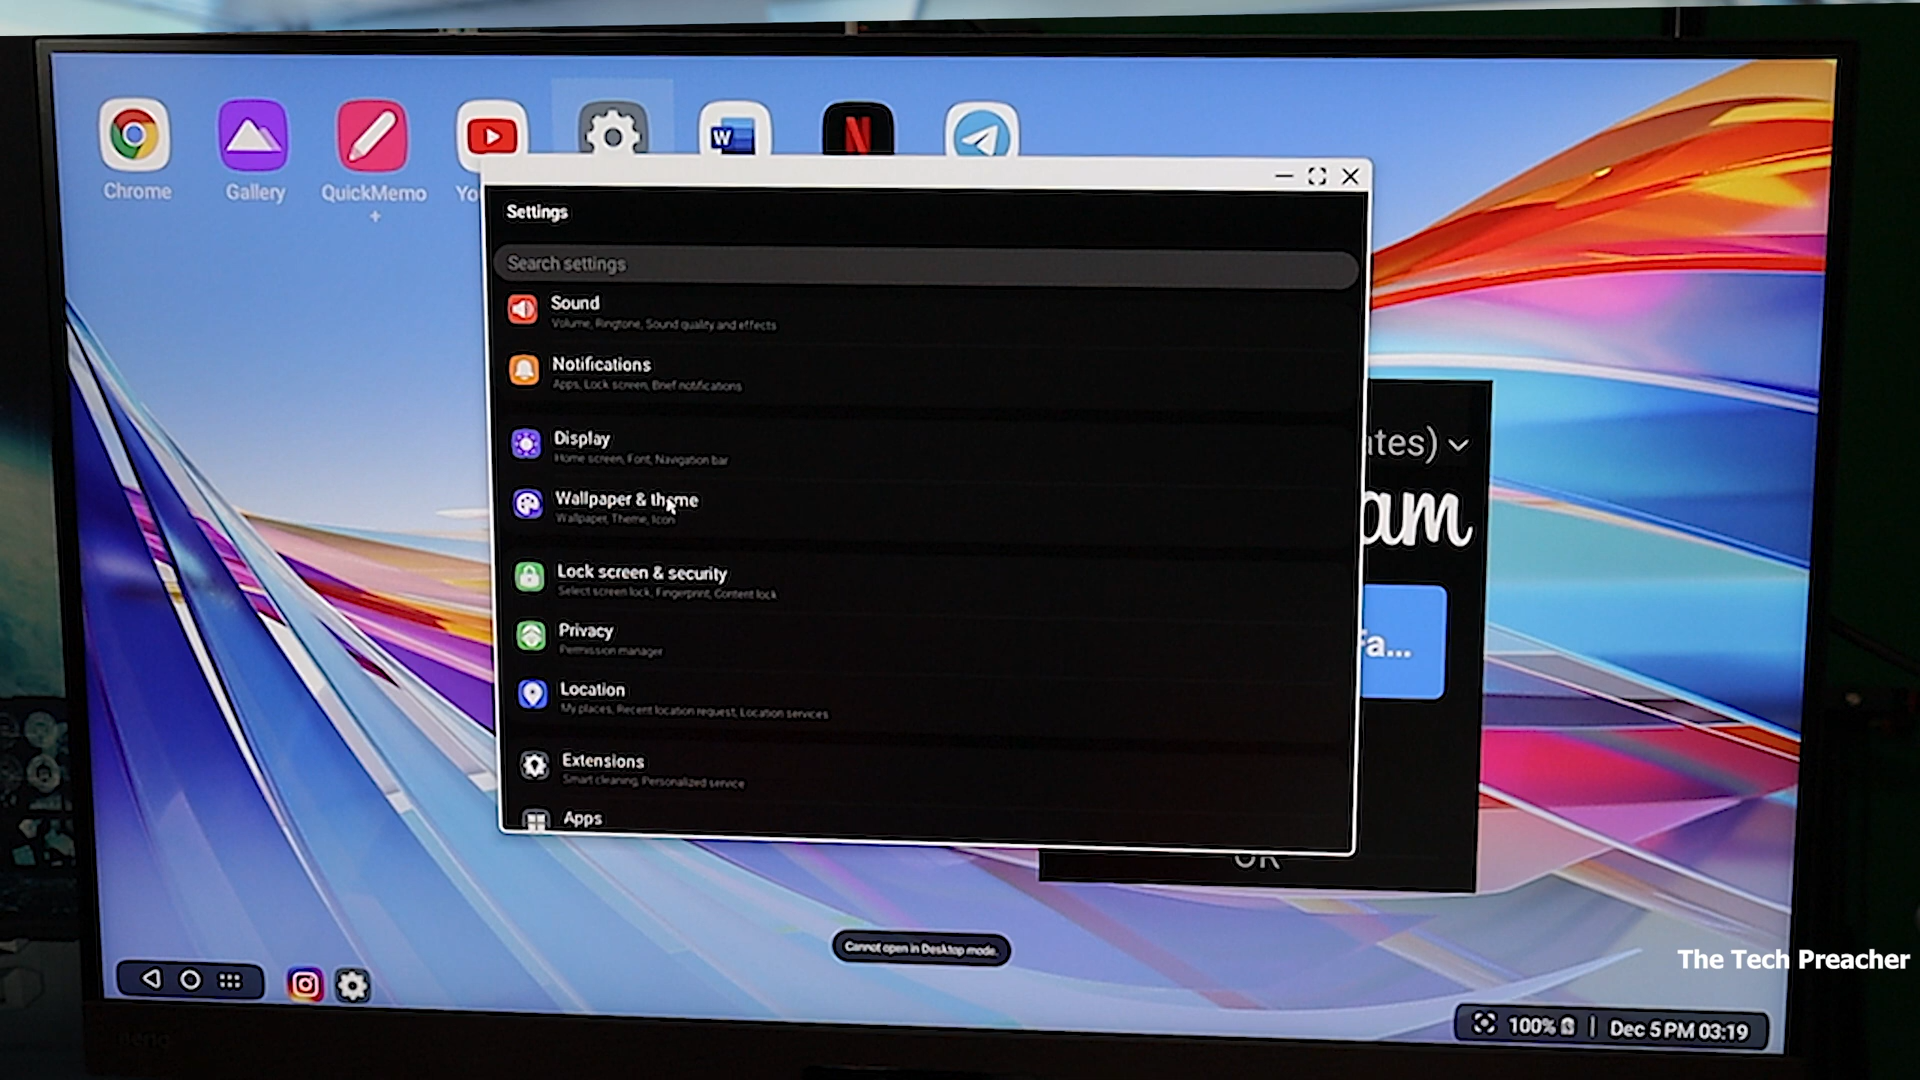 Chrome
Gallery
QuickMemo
+
W
N
Settings
Search settings
Sound
Volume, Ringtone, Sound quality and effects
Notifications
Apps, Lock screen, Brief notifications
Display
Home screen, Font, Navigation bar
Wallpaper & theme
Wallpaper, Theme, Icon
Lock screen & security
Select screen lock, Fingerprint, Content lock
Privacy
Permission manager
Location
My places, Recent location request, Location services
Extensions
Smart cleaning, Personalized service
Apps
Yo
ates)
am
Fa...
OR
Cannot open in Desktop mode.
The Tech Preacher
100% | Dec 5 PM 03:19